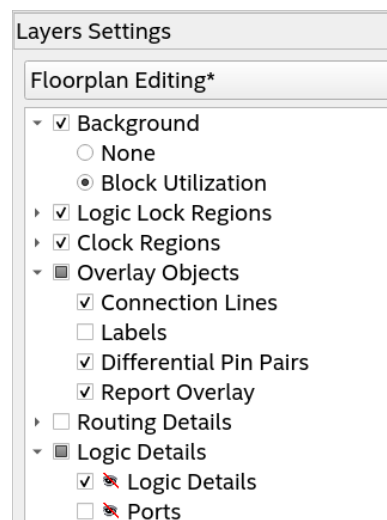 Layers Settings
Floorplan Editing*
Background
None
Block Utilization
Logic Lock Regions
Clock Regions
Overlay Objects
Connection Lines
Labels
Differential Pin Pairs
Report Overlay
Routing Details
Logic Details
Logic Details
Ports